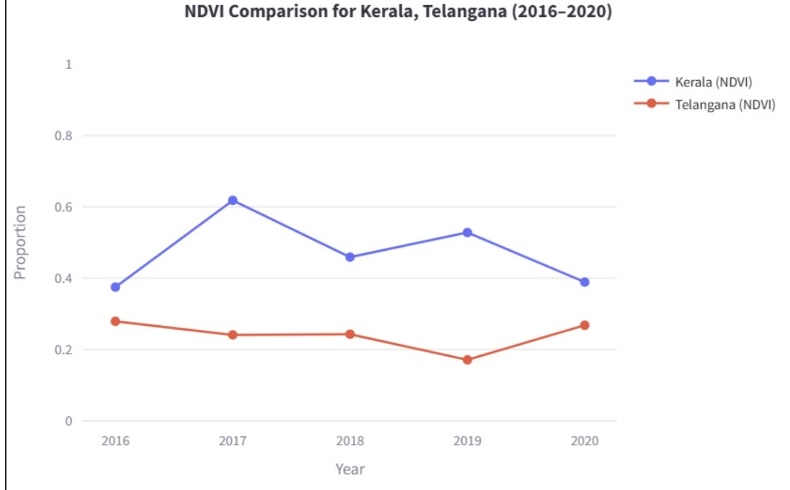 NDVI Comparison for Kerala, Telangana (2016–2020)
Kerala (NDVI)
Telangana (NDVI)
Proportion
1
0.8
0.6
0.4
0.2
0
2016 2017 2018 2019 2020
Year